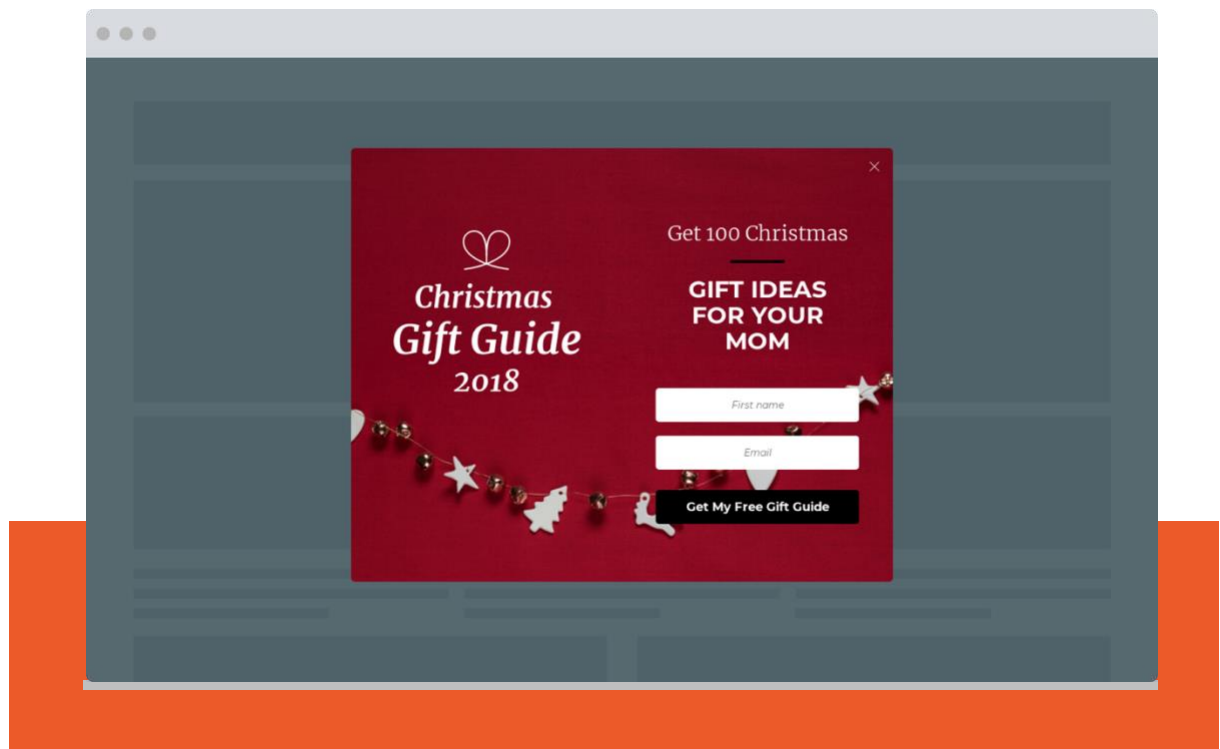 Christmas
Gift Guide
2018
Get 100 Christmas
GIFT IDEAS
FOR YOUR
MOM
First name
Email
Get My Free Gift Guide